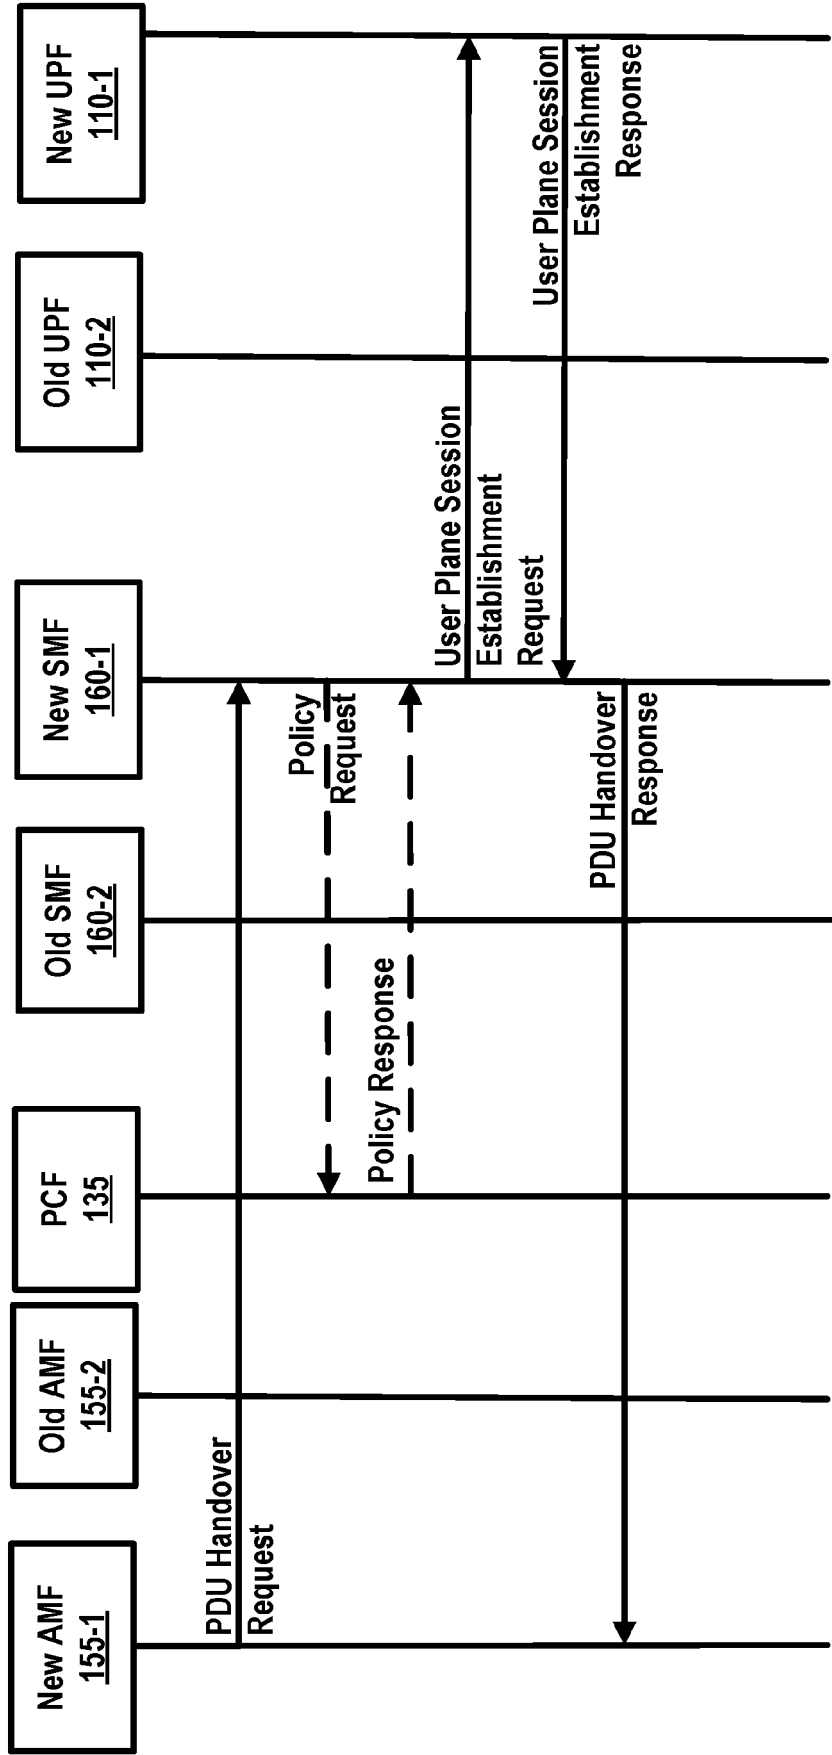 New AMF
155-1
Old AMF
155-2
PCF
135
Old SMF
160-2
New SMF
160-1
Old UPF
110-2
New UPF
110-1
PDU Handover
Request
Policy
Request
Policy Response
User Plane Session
Establishment
Request
User Plane Session
Establishment
Response
PDU Handover
Response